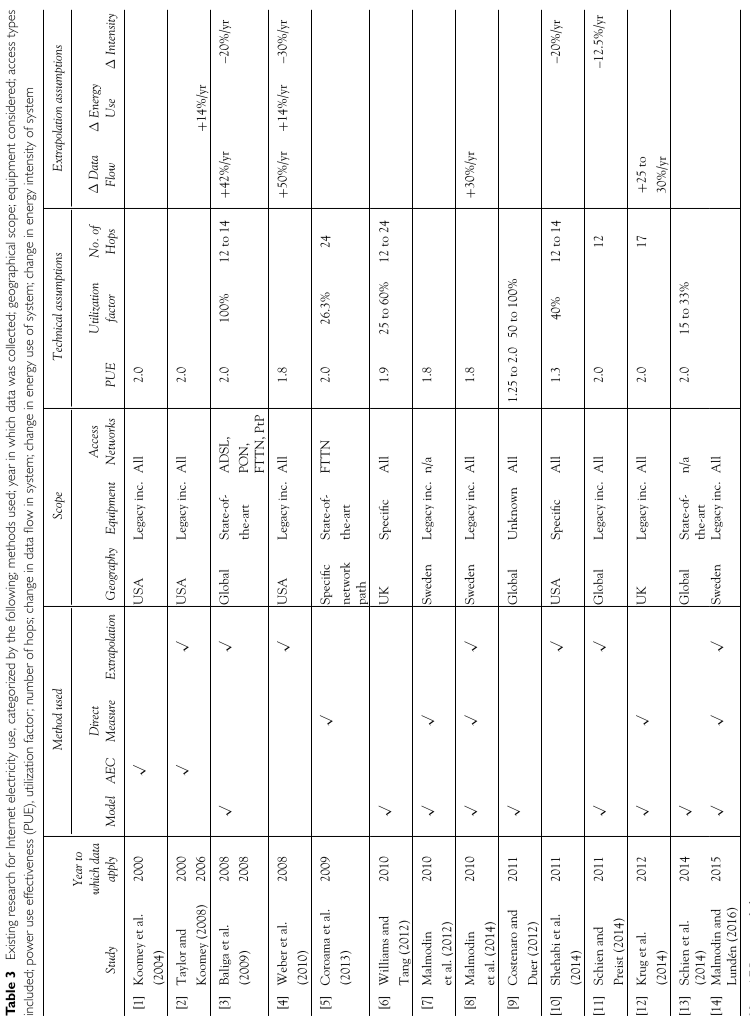 Table 3 Existing research for Internet electricity use, categorized by the following; methods used; year in which data was collected; geographical scope; equipment considered; access types
included; power use effectiveness (PUE), utilization factor; number of hops; change in data flow in system; change in energy use of system; change in energy intensity of system
Method used Scope Technical assumptions Extrapolation assumptions
Study Year to which data apply Model AEC Direct Measure Extrapolation Geography Equipment Access Networks PUE Utilization factor No. of Hops Δ Data Flow Δ Energy Use Δ Intensity
[1] Koomey et al. 2000 √ USA Legacy inc. All 2.0
(2004)
[2] Taylor and 2000 √ √ USA Legacy inc. All 2.0
Koomey (2008) 2006 +14%/yr
[3] Baliga et al. 2008 √ √ Global State-of- ADSL, 2.0 100% 12 to 14 +42%/yr –20%/yr
(2009) 2008 the-art PON,
FTTN, PtP
[4] Weber et al. 2008 √ USA Legacy inc. All 1.8 +50%/yr +14%/yr –30%/yr
(2010)
[5] Coroama et al. 2009 √ Specific State-of- FTTN 2.0 26.3% 24
(2013) network the-art
path
[6] Williams and 2010 √ UK Specific All 1.9 25 to 60% 12 to 24
Tang (2012)
[7] Malmodin 2010 √ √ Sweden Legacy inc. n/a 1.8
et al. (2012)
[8] Malmodin 2010 √ √ √ Sweden Legacy inc. All 1.8 +30%/yr
et al. (2014)
[9] Costenaro and 2011 √ Global Unknown All 1.25 to 2.0 50 to 100%
Duer (2012)
[10] Shehabi et al. 2011 √ USA Specific All 1.3 40% 12 to 14 –20%/yr
(2014)
[11] Schien and 2011 √ √ Global Legacy inc. All 2.0 12 –12.5%/yr
Preist (2014)
[12] Krug et al. 2012 √ √ UK Legacy inc. All 2.0 17 +25 to
(2014) 30%/yr
[13] Schien et al. 2014 √ Global State-of- n/a 2.0 15 to 33%
(2014) the-art
[14] Malmodin and 2015 √ √ √ Sweden Legacy inc. All
Lundén (2016)